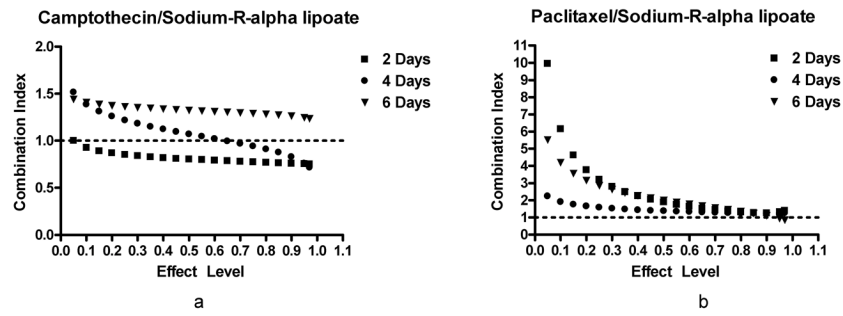 Camptothecin/Sodium-R-alpha lipoate
Combination Index
2.0
1.5
1.0
0.5
0.0
0.0 0.1 0.2 0.3 0.4 0.5 0.6 0.7 0.8 0.9 1.0 1.1
Effect Level
2 Days
4 Days
6 Days
a
Paclitaxel/Sodium-R-alpha lipoate
Combination Index
11
10
9
8
7
6
5
4
3
2
1
0
0.0 0.1 0.2 0.3 0.4 0.5 0.6 0.7 0.8 0.9 1.0 1.1
Effect Level
2 Days
4 Days
6 Days
b